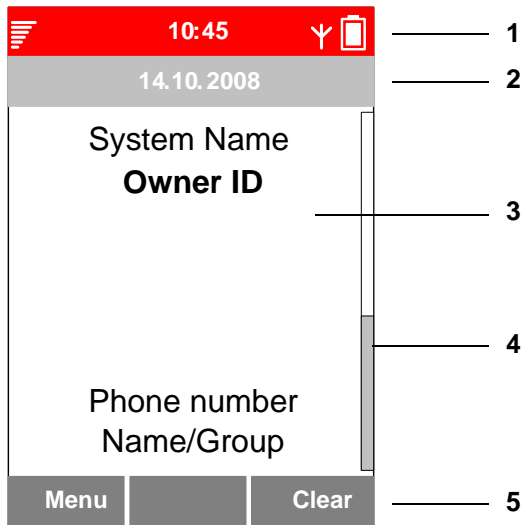 10:45
1
14.10.2008
2
System Name
Owner ID
3
4
Phone number
Name/Group
Menu Clear
5